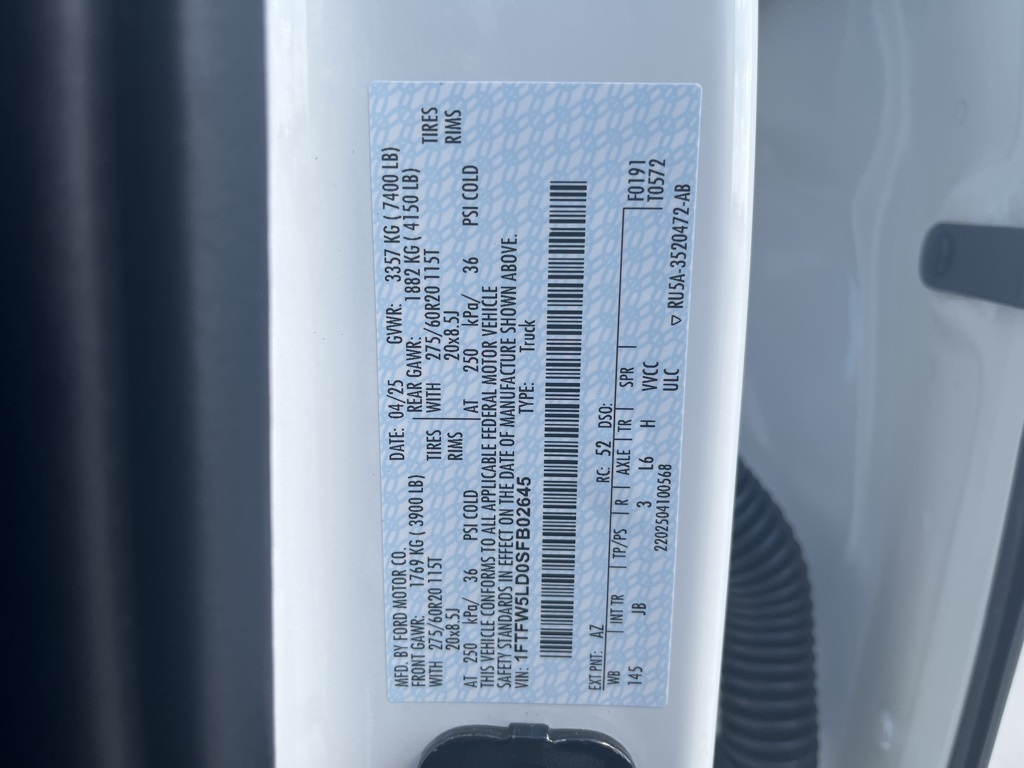 MFD. BY FORD MOTOR CO. DATE: 04/25 GVWR: 3357 KG ( 7400 LB)
FRONT GAWR: 1769 KG ( 3900 LB) REAR GAWR: 1882 KG ( 4150 LB)
WITH 275/60R20 115T TIRES WITH 275/60R20 115T TIRES
20x8.5J RIMS 20x8.5J RIMS
AT 250 kPa/ 36 PSI COLD AT 250 kPa/ 36 PSI COLD
THIS VEHICLE CONFORMS TO ALL APPLICABLE FEDERAL MOTOR VEHICLE
SAFETY STANDARDS IN EFFECT ON THE DATE OF MANUFACTURE SHOWN ABOVE.
VIN: 1FTFW5LD0SFB02645 TYPE: Truck
EXT PNT: AZ RC: 52 DSO:
WB | INT TR | TP/PS | R | AXLE | TR | SPR | F0191
145 JB 3 L6 H VVCC T0572
2202504100568 ULC
▽ RU5A-3520472-AB